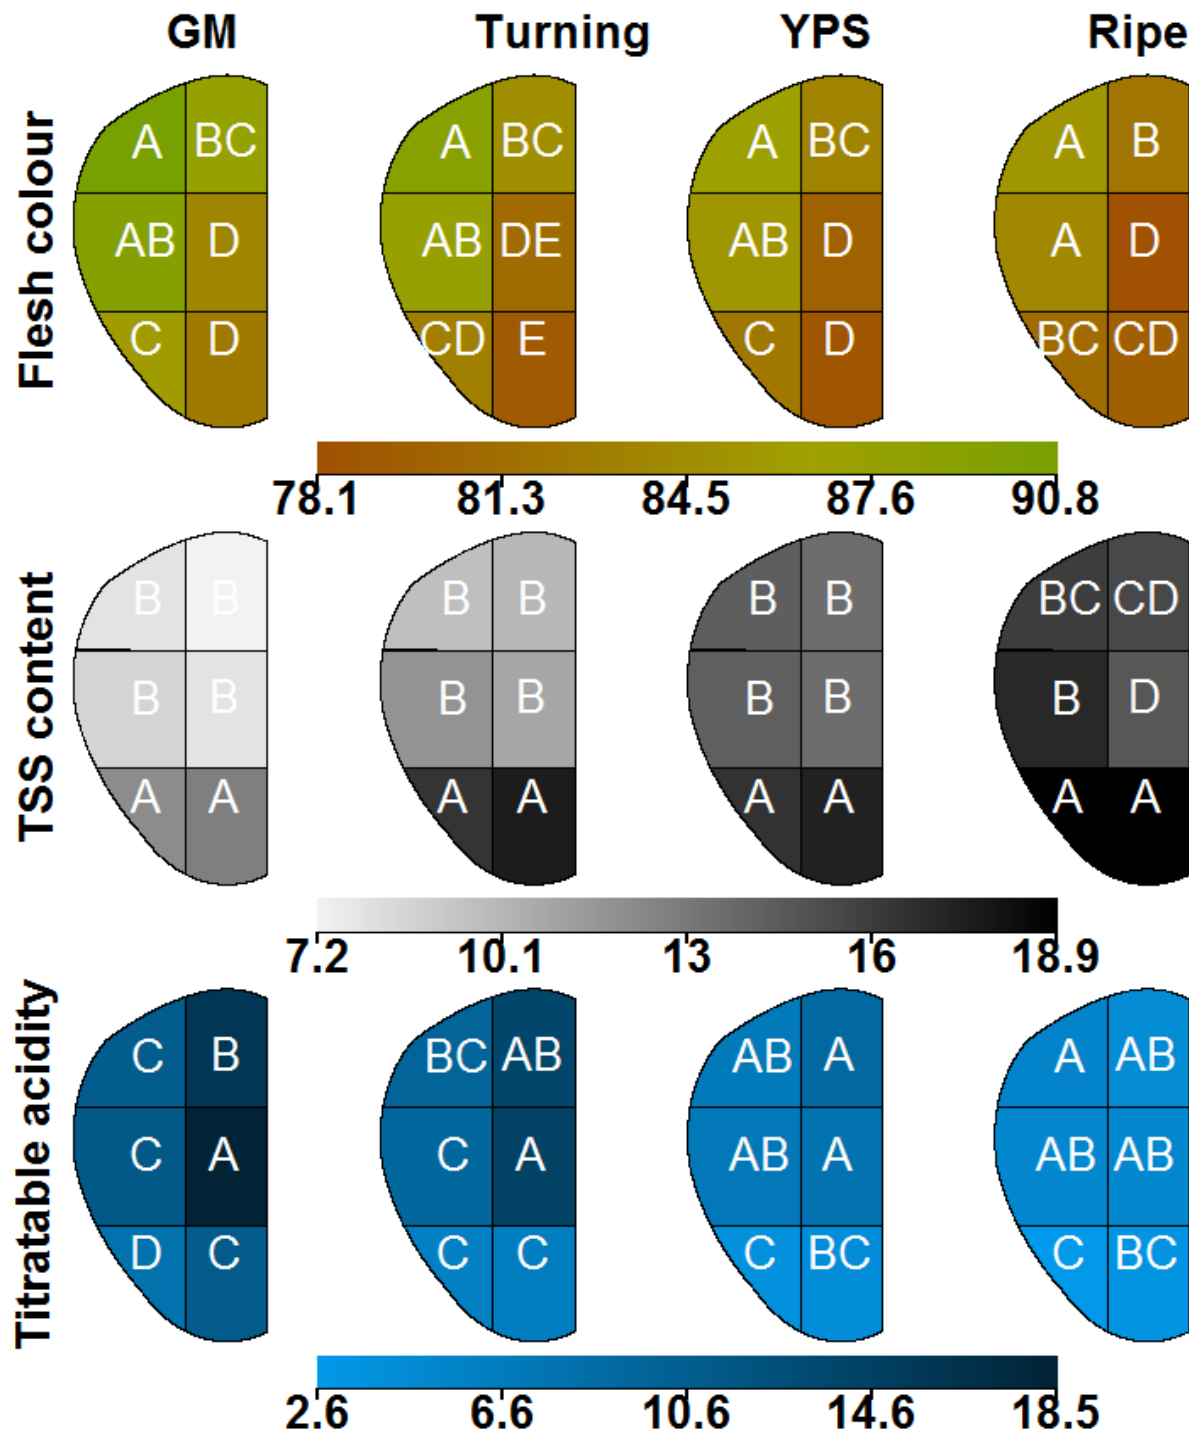 GM Turning YPS Ripe
Flesh colour
A BC A BC A BC A B
AB D AB DE AB D A D
C D CD E C D BC CD
78.1 81.3 84.5 87.6 90.8
TSS content
B B B B B B BC CD
B B B B B B B D
A A A A A A A A
7.2 10.1 13 16 18.9
Titratable acidity
C B BC AB AB A A AB
C A C A AB A AB AB
D C C C C BC C BC
2.6 6.6 10.6 14.6 18.5